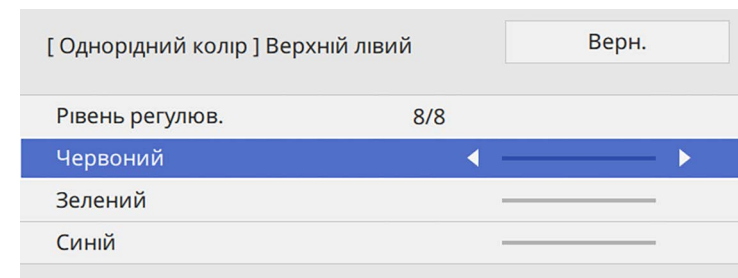 [ Однорідний колір ] Верхній лівий
Верн.
Рівень регулюв. 8/8
Червоний
Зелений
Синій